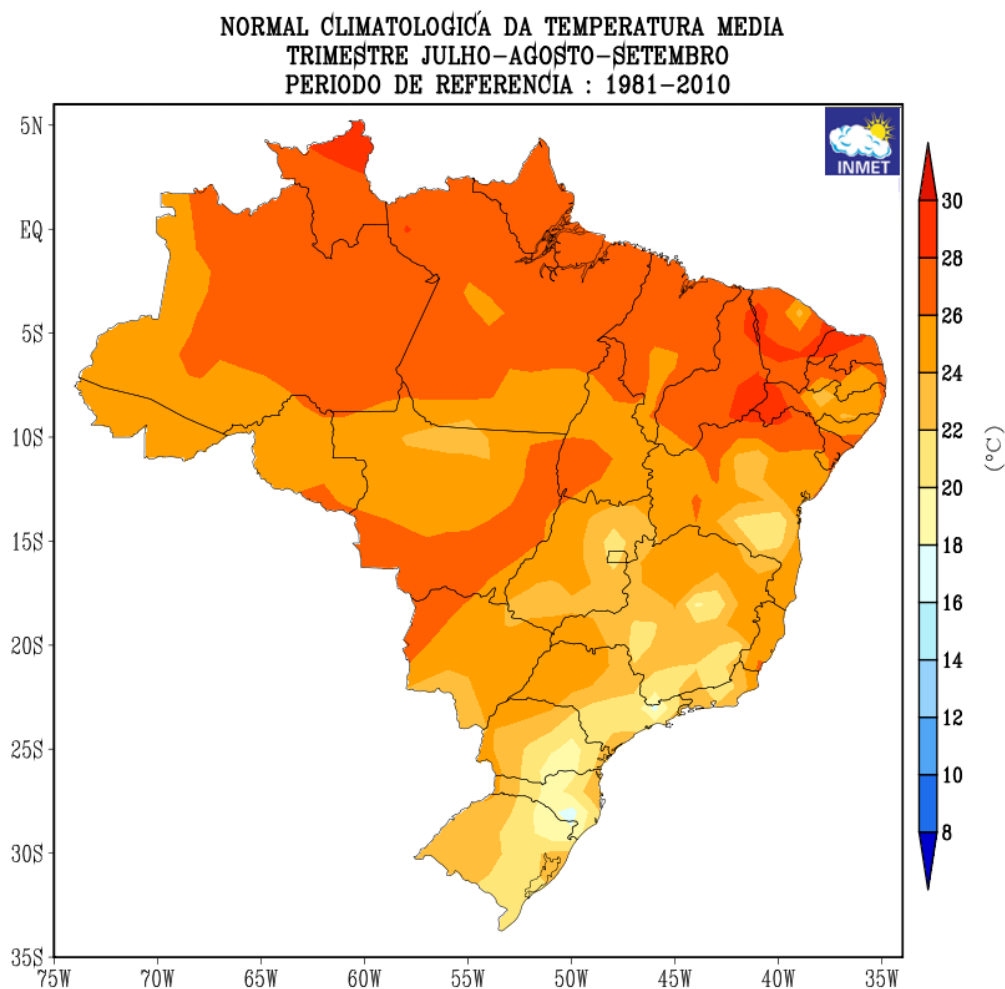 NORMAL CLIMATOLOGICÁ DA TEMPERATURA MEDIA
TRIMESTRE JULHO-AGOSTO-SETEMBRO
PERIODO DE REFERENCIA : 1981-2010
INMET
5N
EQ
5S
10S
15S
20S
25S
30S
35S
75W
70W
65W
60W
55W
50W
45W
40W
35W
30
28
26
24
22
20
18
16
14
12
10
8
(°C)